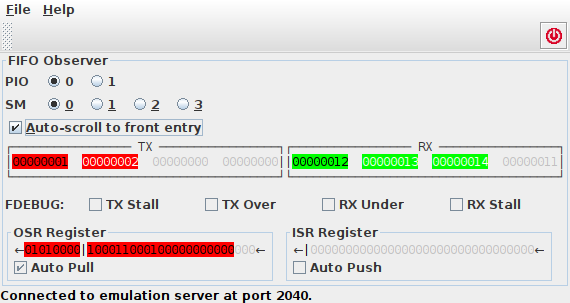 File Help
FIFO Observer
PIO 0 1
SM 0 1 2 3
Auto-scroll to front entry
TX RX
00000001 00000002 00000000 00000000 00000012 00000013 00000014 00000011
FDEBUG: TX Stall TX Over RX Under RX Stall
OSR Register ISR Register
←01010000|100011000100000000000000← ←|00000000000000000000000000000000←
Auto Pull Auto Push
Connected to emulation server at port 2040.